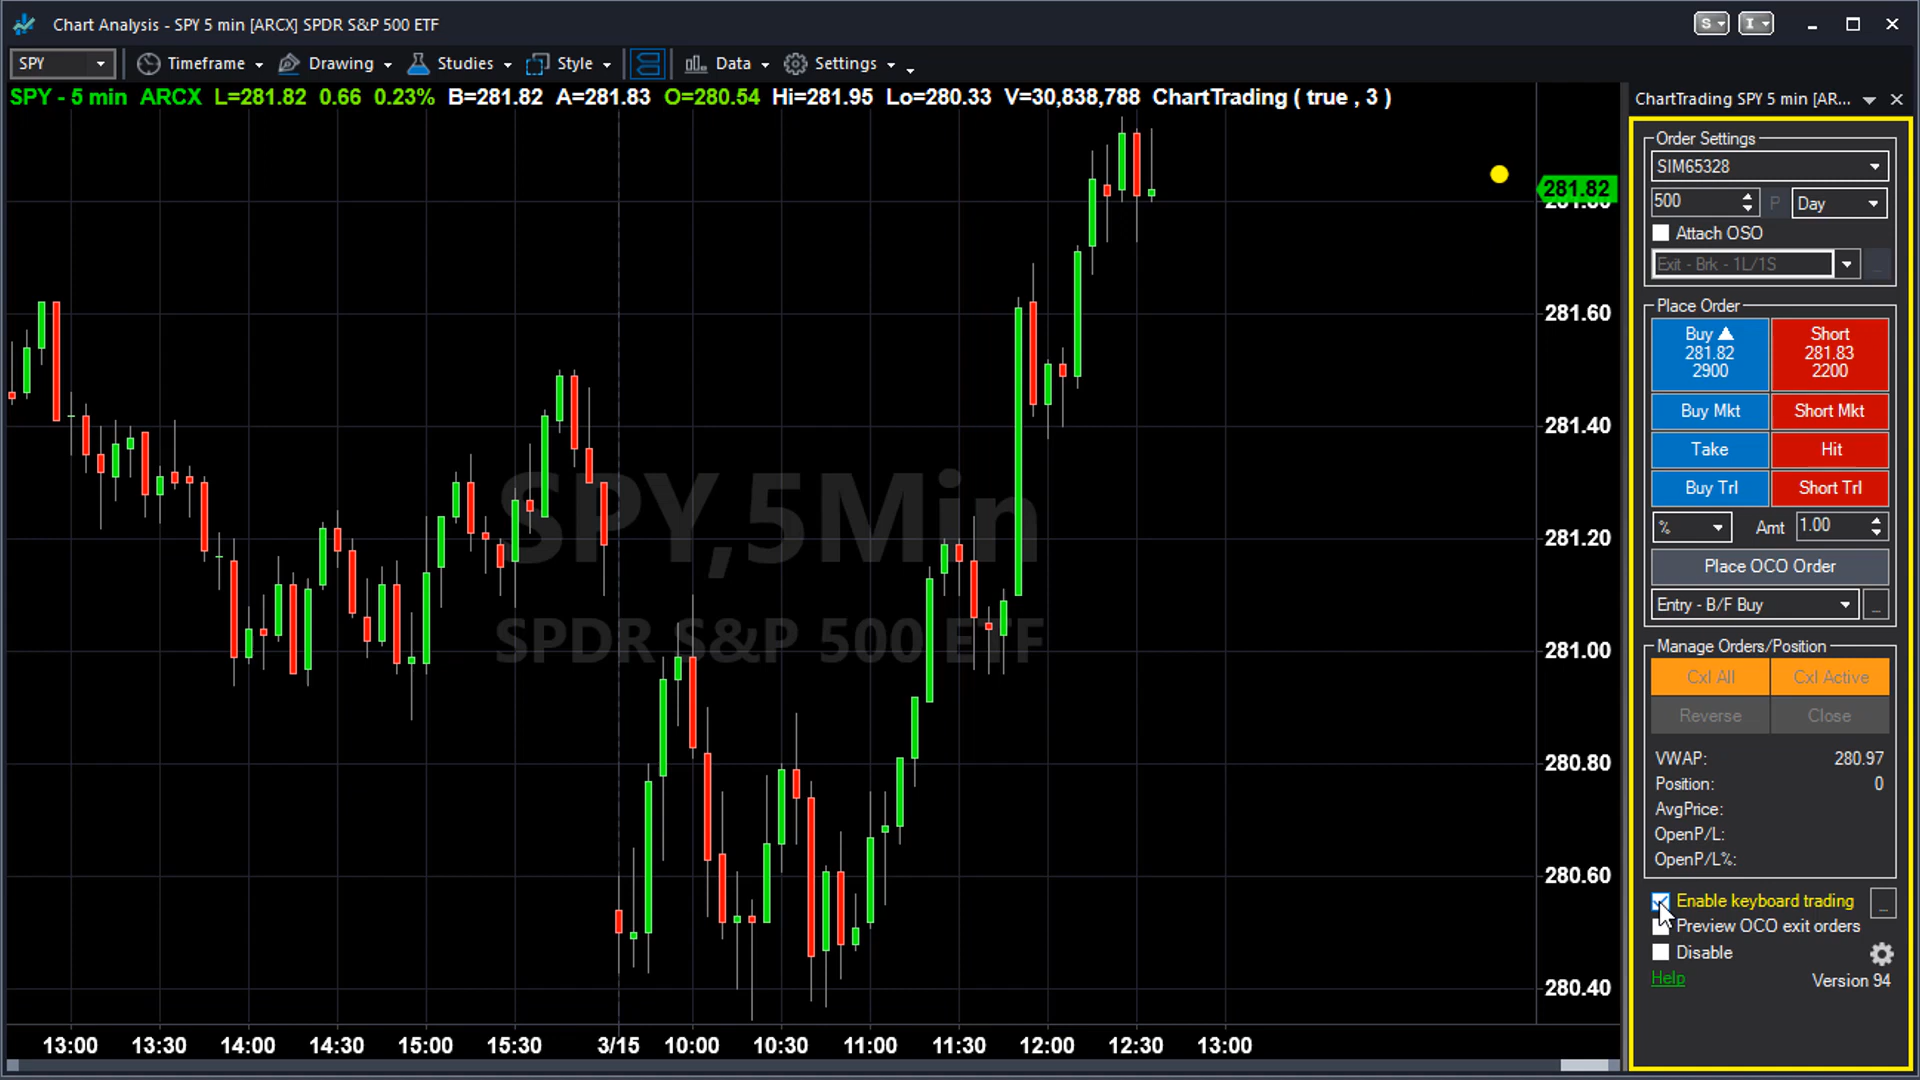 Chart Analysis - SPY 5 min [ARCX] SPDR S&P 500 ETF
S I
SPY Timeframe Drawing Studies Style Data Settings
SPY - 5 min ARCX L=281.82 0.66 0.23% B=281.82 A=281.83 O=280.54 Hi=281.95 Lo=280.33 V=30,838,788 ChartTrading ( true , 3 )
SPY,5Min
SPDR S&P 500 ETF
281.82
281.80
281.60
281.40
281.20
281.00
280.80
280.60
280.40
13:00 13:30 14:00 14:30 15:00 15:30 3/15 10:00 10:30 11:00 11:30 12:00 12:30 13:00
ChartTrading SPY 5 min [AR...
Order Settings
SIM65328
500 P Day
Attach OSO
Exit - Brk - 1L/1S
Place Order
Buy
281.82
2900
Short
281.83
2200
Buy Mkt Short Mkt
Take Hit
Buy Trl Short Trl
% Amt 1.00
Place OCO Order
Entry - B/F Buy
Manage Orders/Position
Cxl All Cxl Active
Reverse Close
VWAP: 280.97
Position: 0
AvgPrice:
OpenP/L:
OpenP/L%:
Enable keyboard trading
Preview OCO exit orders
Disable
Help Version 94